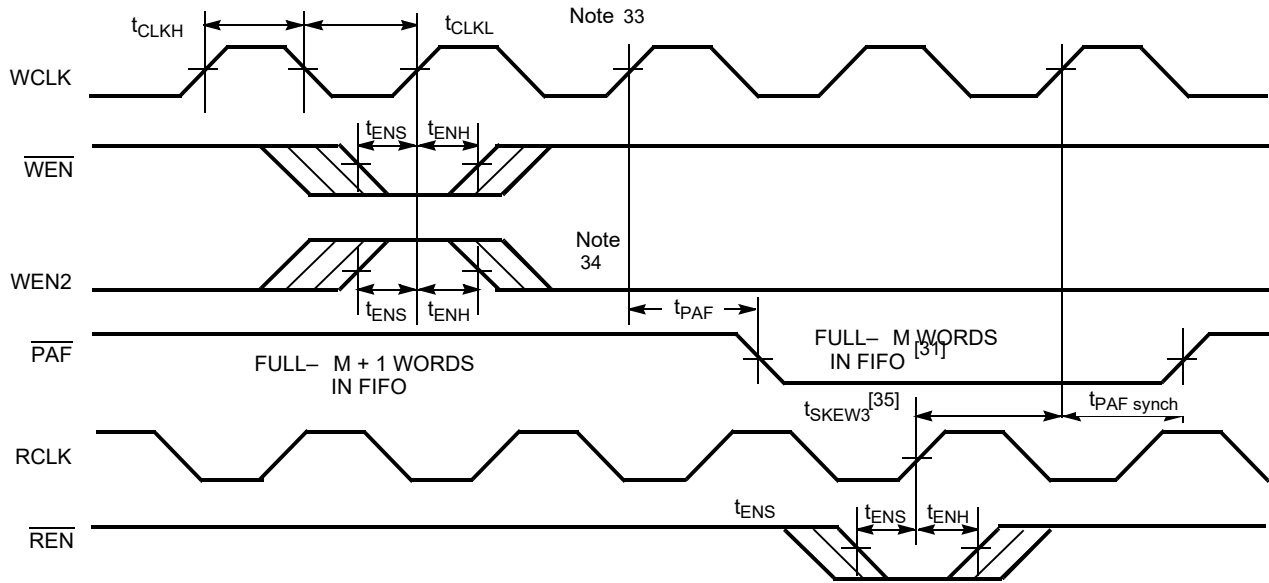 Note 33
tCLKH
tCLKL
WCLK
tENS
tENH
WEN
Note
34
WEN2
tENS
tENH
tPAF
PAF
FULL– M + 1 WORDS
IN FIFO
FULL– M WORDS
IN FIFO [31]
tSKEW3[35]
tPAF synch
RCLK
tENS
tENS
tENH
REN